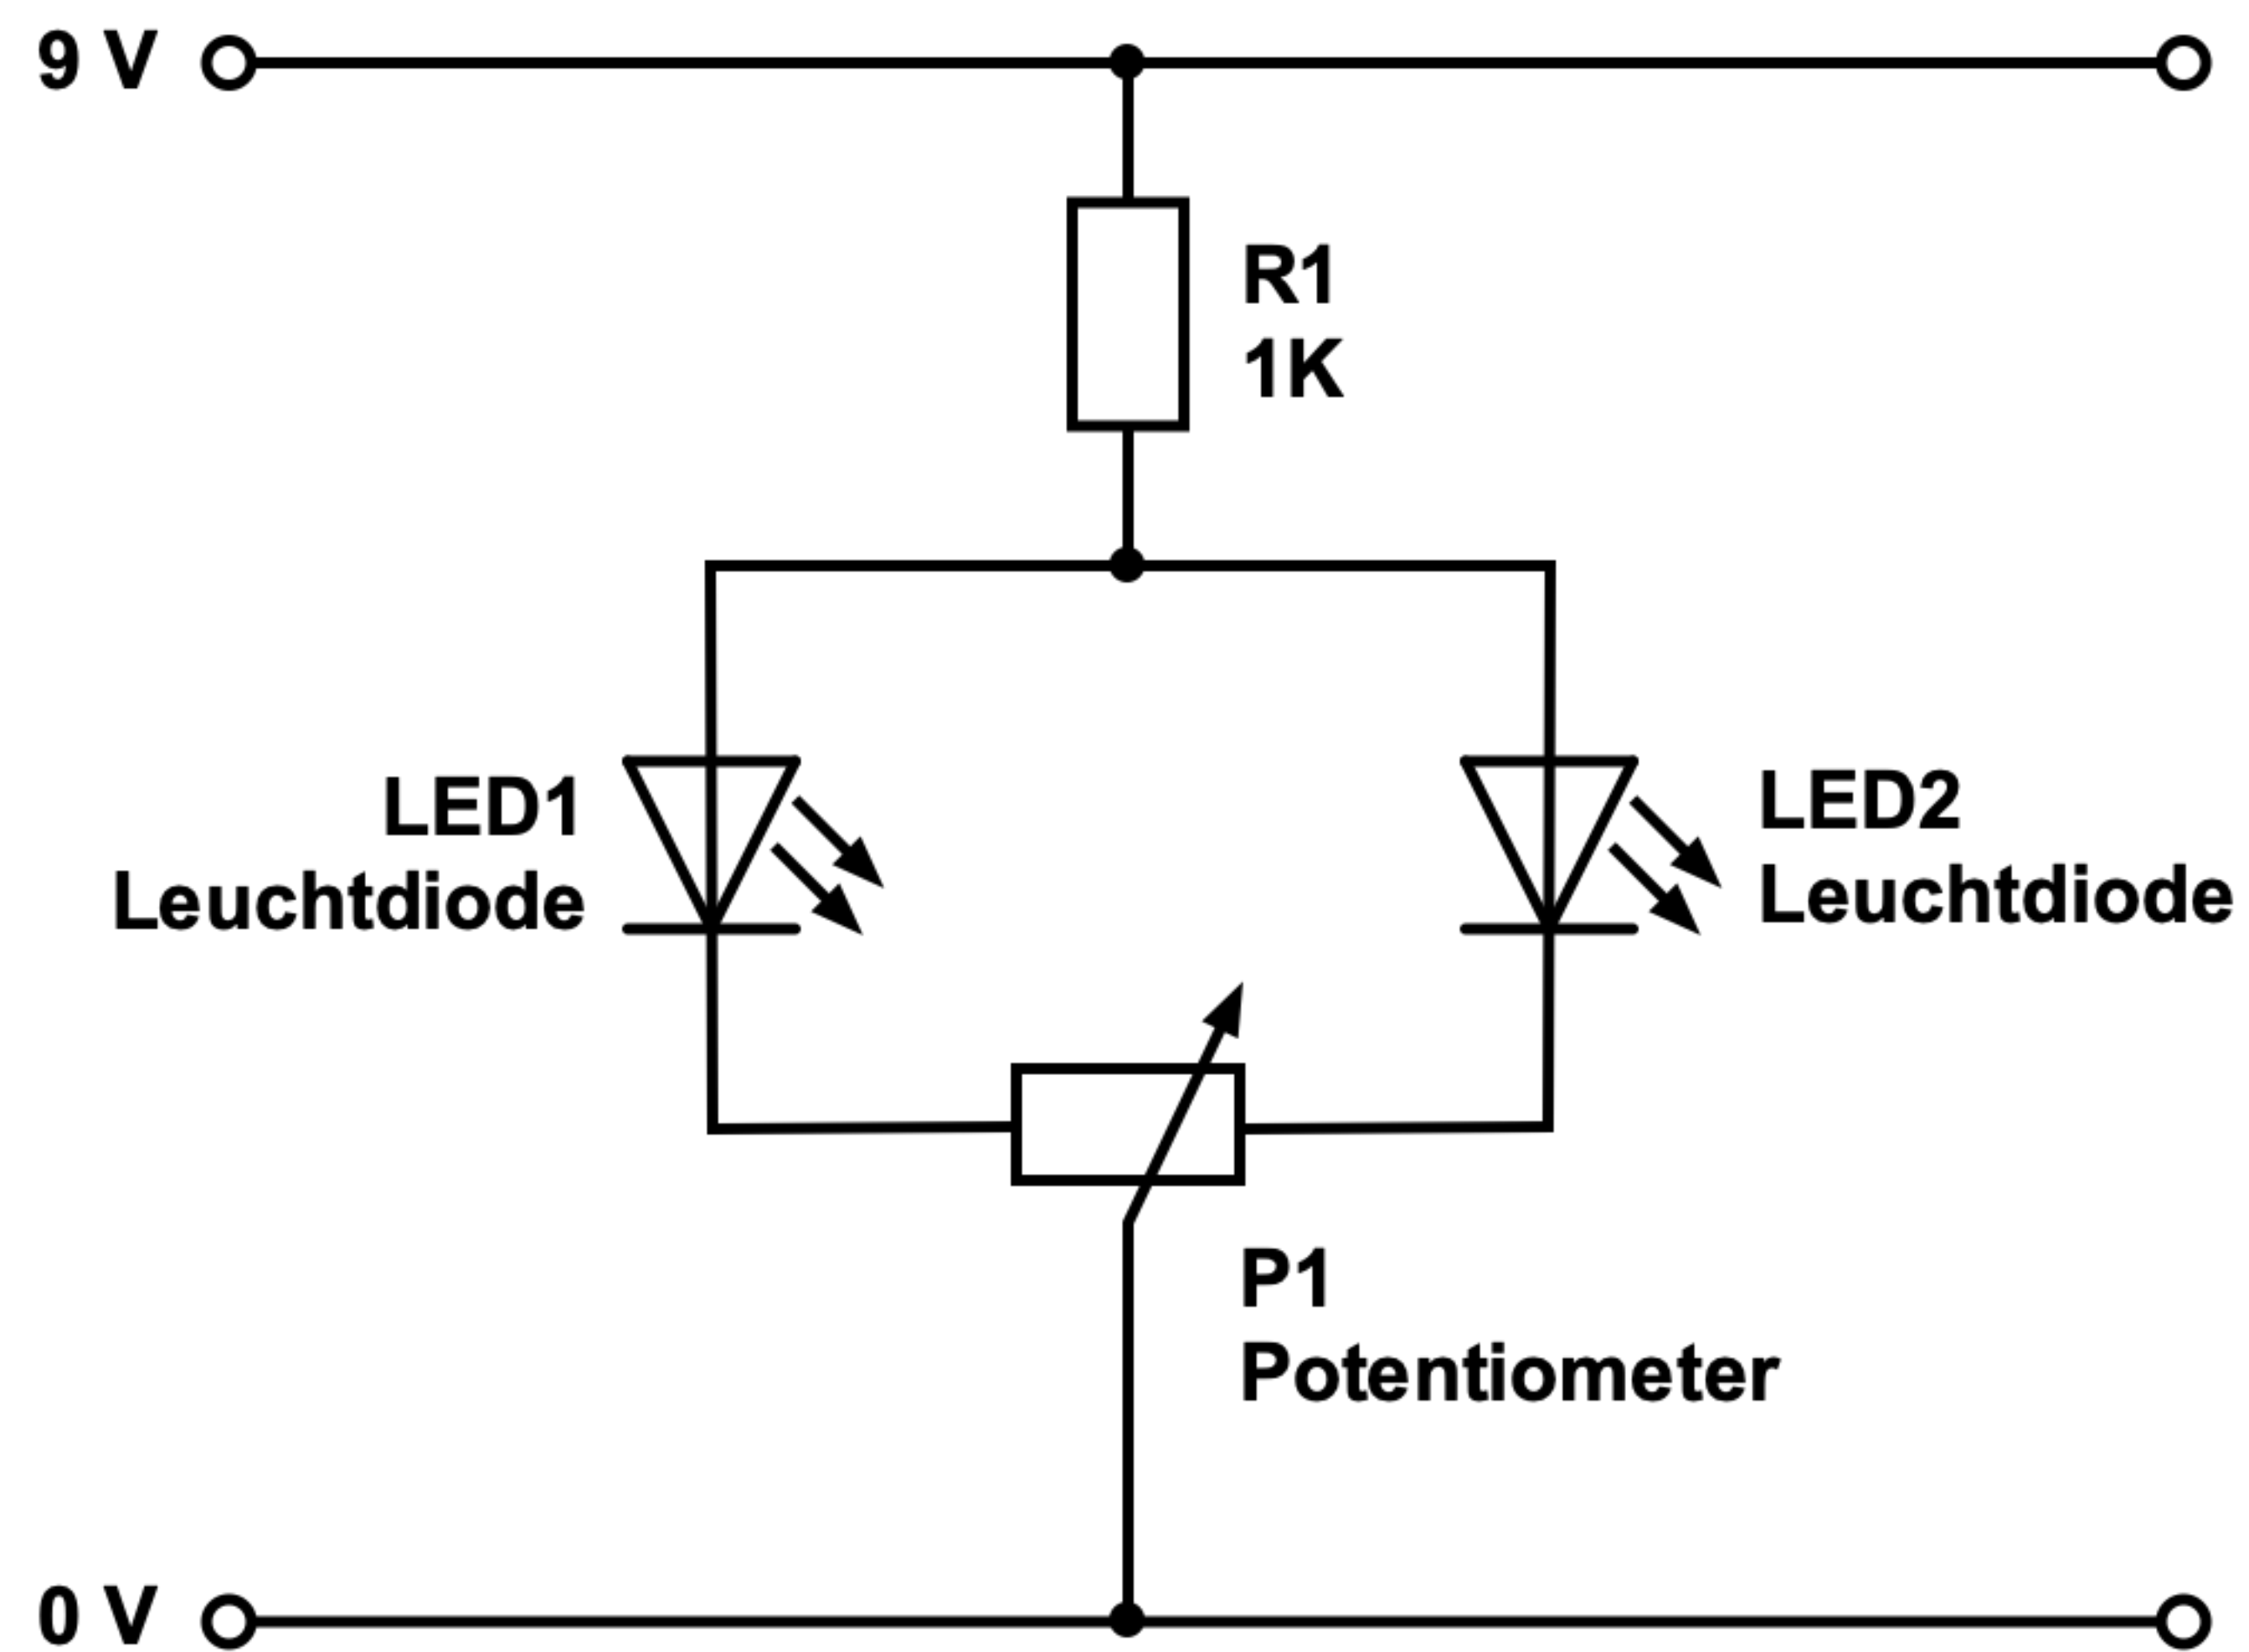 9 V
R1
1K
LED1
Leuchtdiode
LED2
Leuchtdiode
P1
Potentiometer
0 V